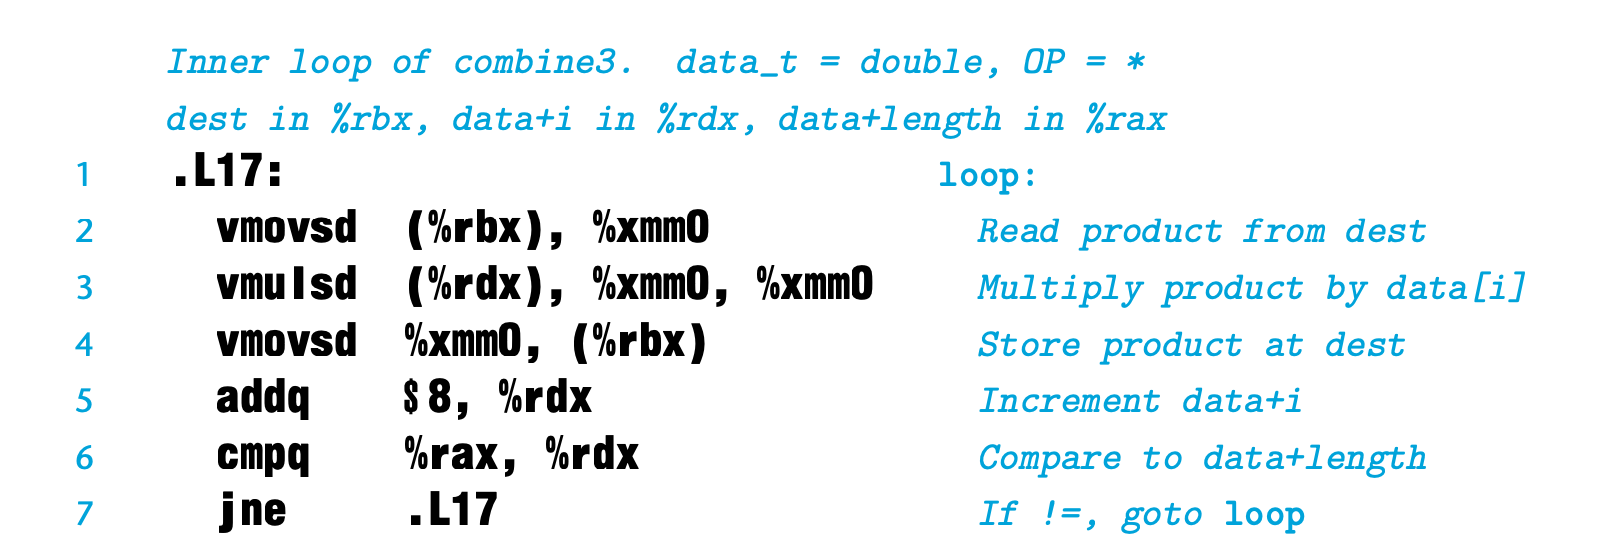 Inner loop of combine3. data_t = double, OP = *
dest in %rbx, data+i in %rdx, data+length in %rax
1 .L17: loop:
2 vmovsd (%rbx), %xmm0 Read product from dest
3 vmulsd (%rdx), %xmm0, %xmm0 Multiply product by data[i]
4 vmovsd %xmm0, (%rbx) Store product at dest
5 addq $8, %rdx Increment data+i
6 cmpq %rax, %rdx Compare to data+length
7 jne .L17 If !=, goto loop